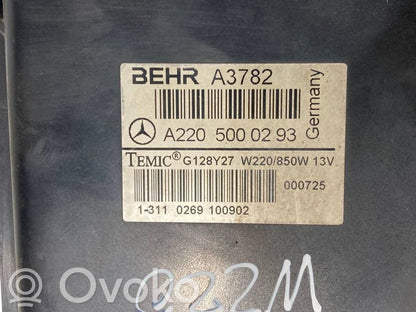 BEHR A3782
Germany
A220 500 02 93
TEMIC® G128Y27 W220/850W 13V
000725
1-311 0269 100902
ovoko